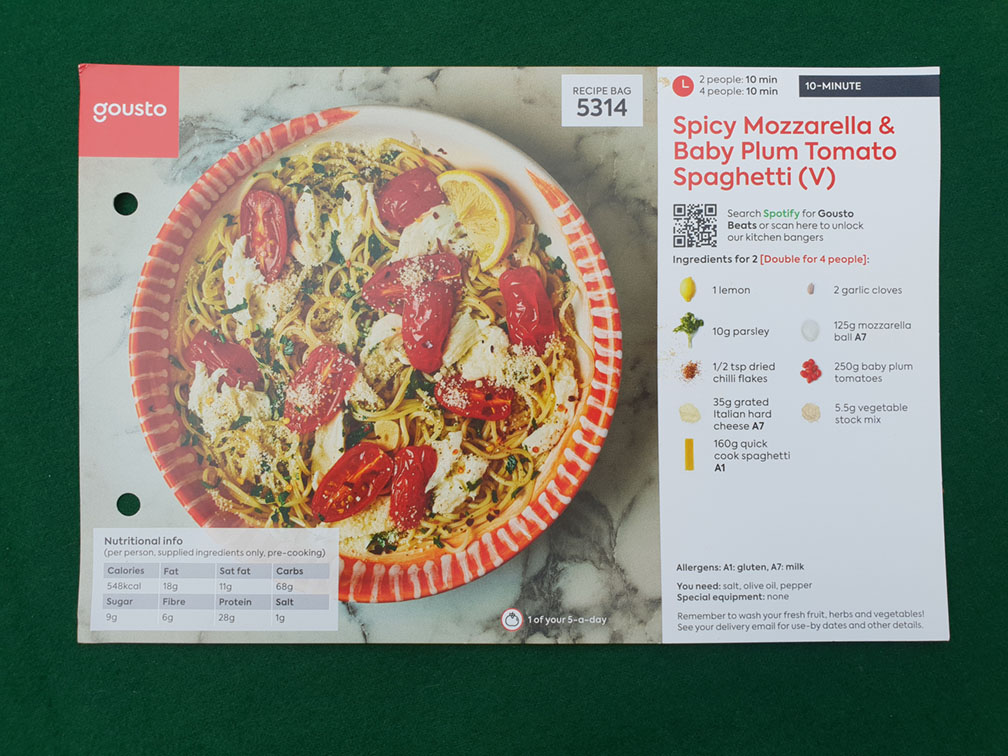 gousto
RECIPE BAG
5314
2 people: 10 min
4 people: 10 min
10-MINUTE
Spicy Mozzarella &
Baby Plum Tomato
Spaghetti (V)
Search Spotify for Gousto
Beats or scan here to unlock
our kitchen bangers
Ingredients for 2 [Double for 4 people]:
1 lemon
2 garlic cloves
10g parsley
125g mozzarella
ball A7
1/2 tsp dried
chilli flakes
250g baby plum
tomatoes
35g grated
Italian hard
cheese A7
5.5g vegetable
stock mix
160g quick
cook spaghetti
A1
Allergens: A1: gluten, A7: milk
You need: salt, olive oil, pepper
Special equipment: none
Remember to wash your fresh fruit, herbs and vegetables!
See your delivery email for use-by dates and other details.
Nutritional info
(per person, supplied ingredients only, pre-cooking)
Calories Fat Sat fat Carbs
548kcal 18g 11g 68g
Sugar Fibre Protein Salt
9g 6g 28g 1g
1 of your 5-a-day